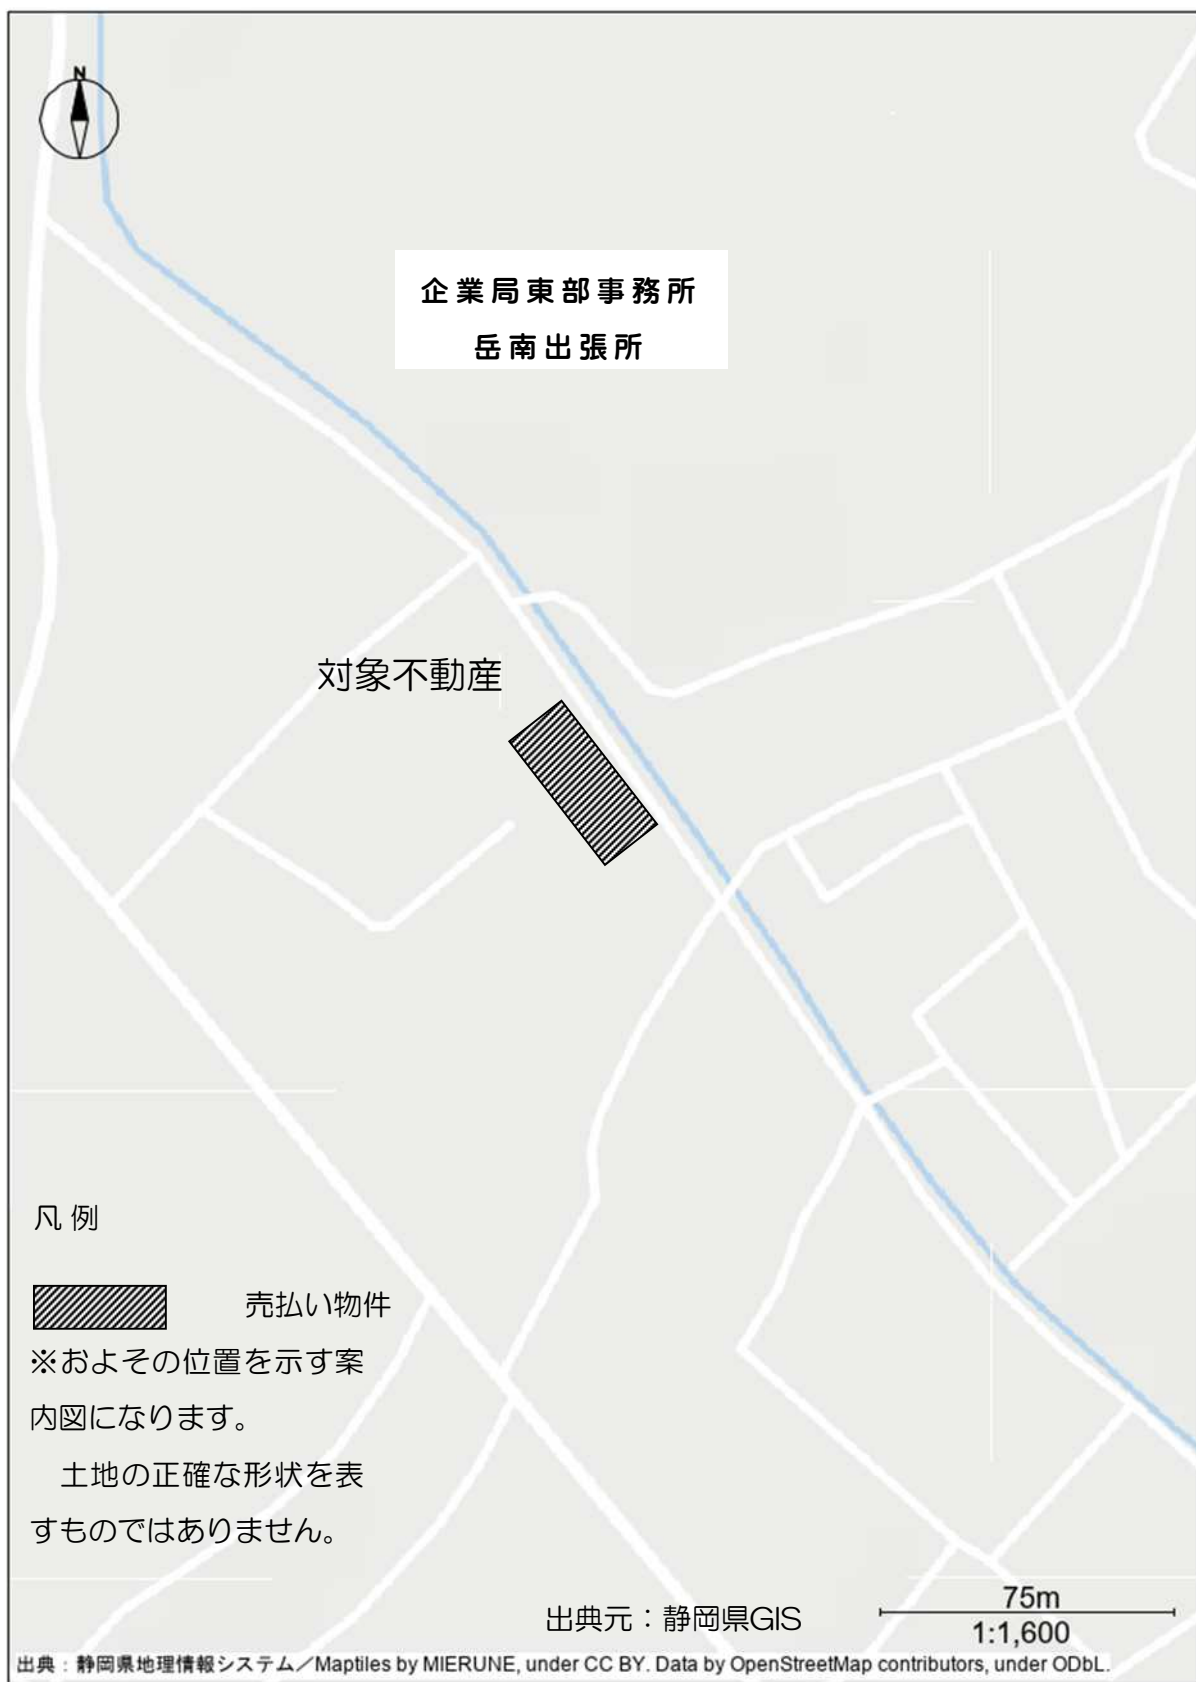 N
企業局東部事務所
岳南出張所
対象不動産
凡例
売払い物件
※およその位置を示す案
内図になります。
　土地の正確な形状を表
すものではありません。
出典元：静岡県GIS
75m
1:1,600
出典：静岡県地理情報システム／Maptiles by MIERUNE, under CC BY. Data by OpenStreetMap contributors, under ODbL.